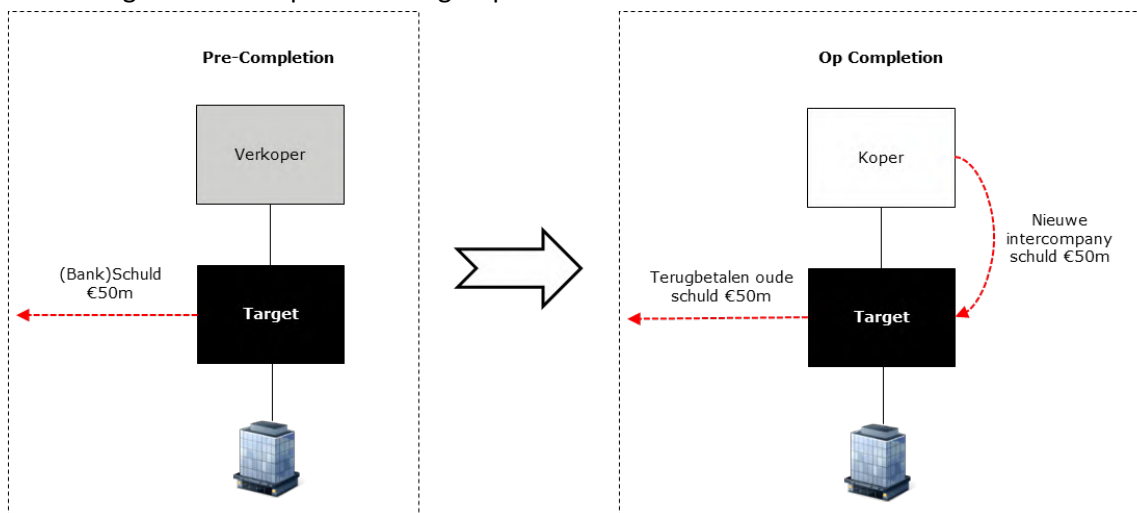 Pre-Completion
Verkoper
(Bank)Schuld
€50m
Target
Op Completion
Koper
Nieuwe
intercompany
schuld €50m
Terugbetalen oude
schuld €50m
Target